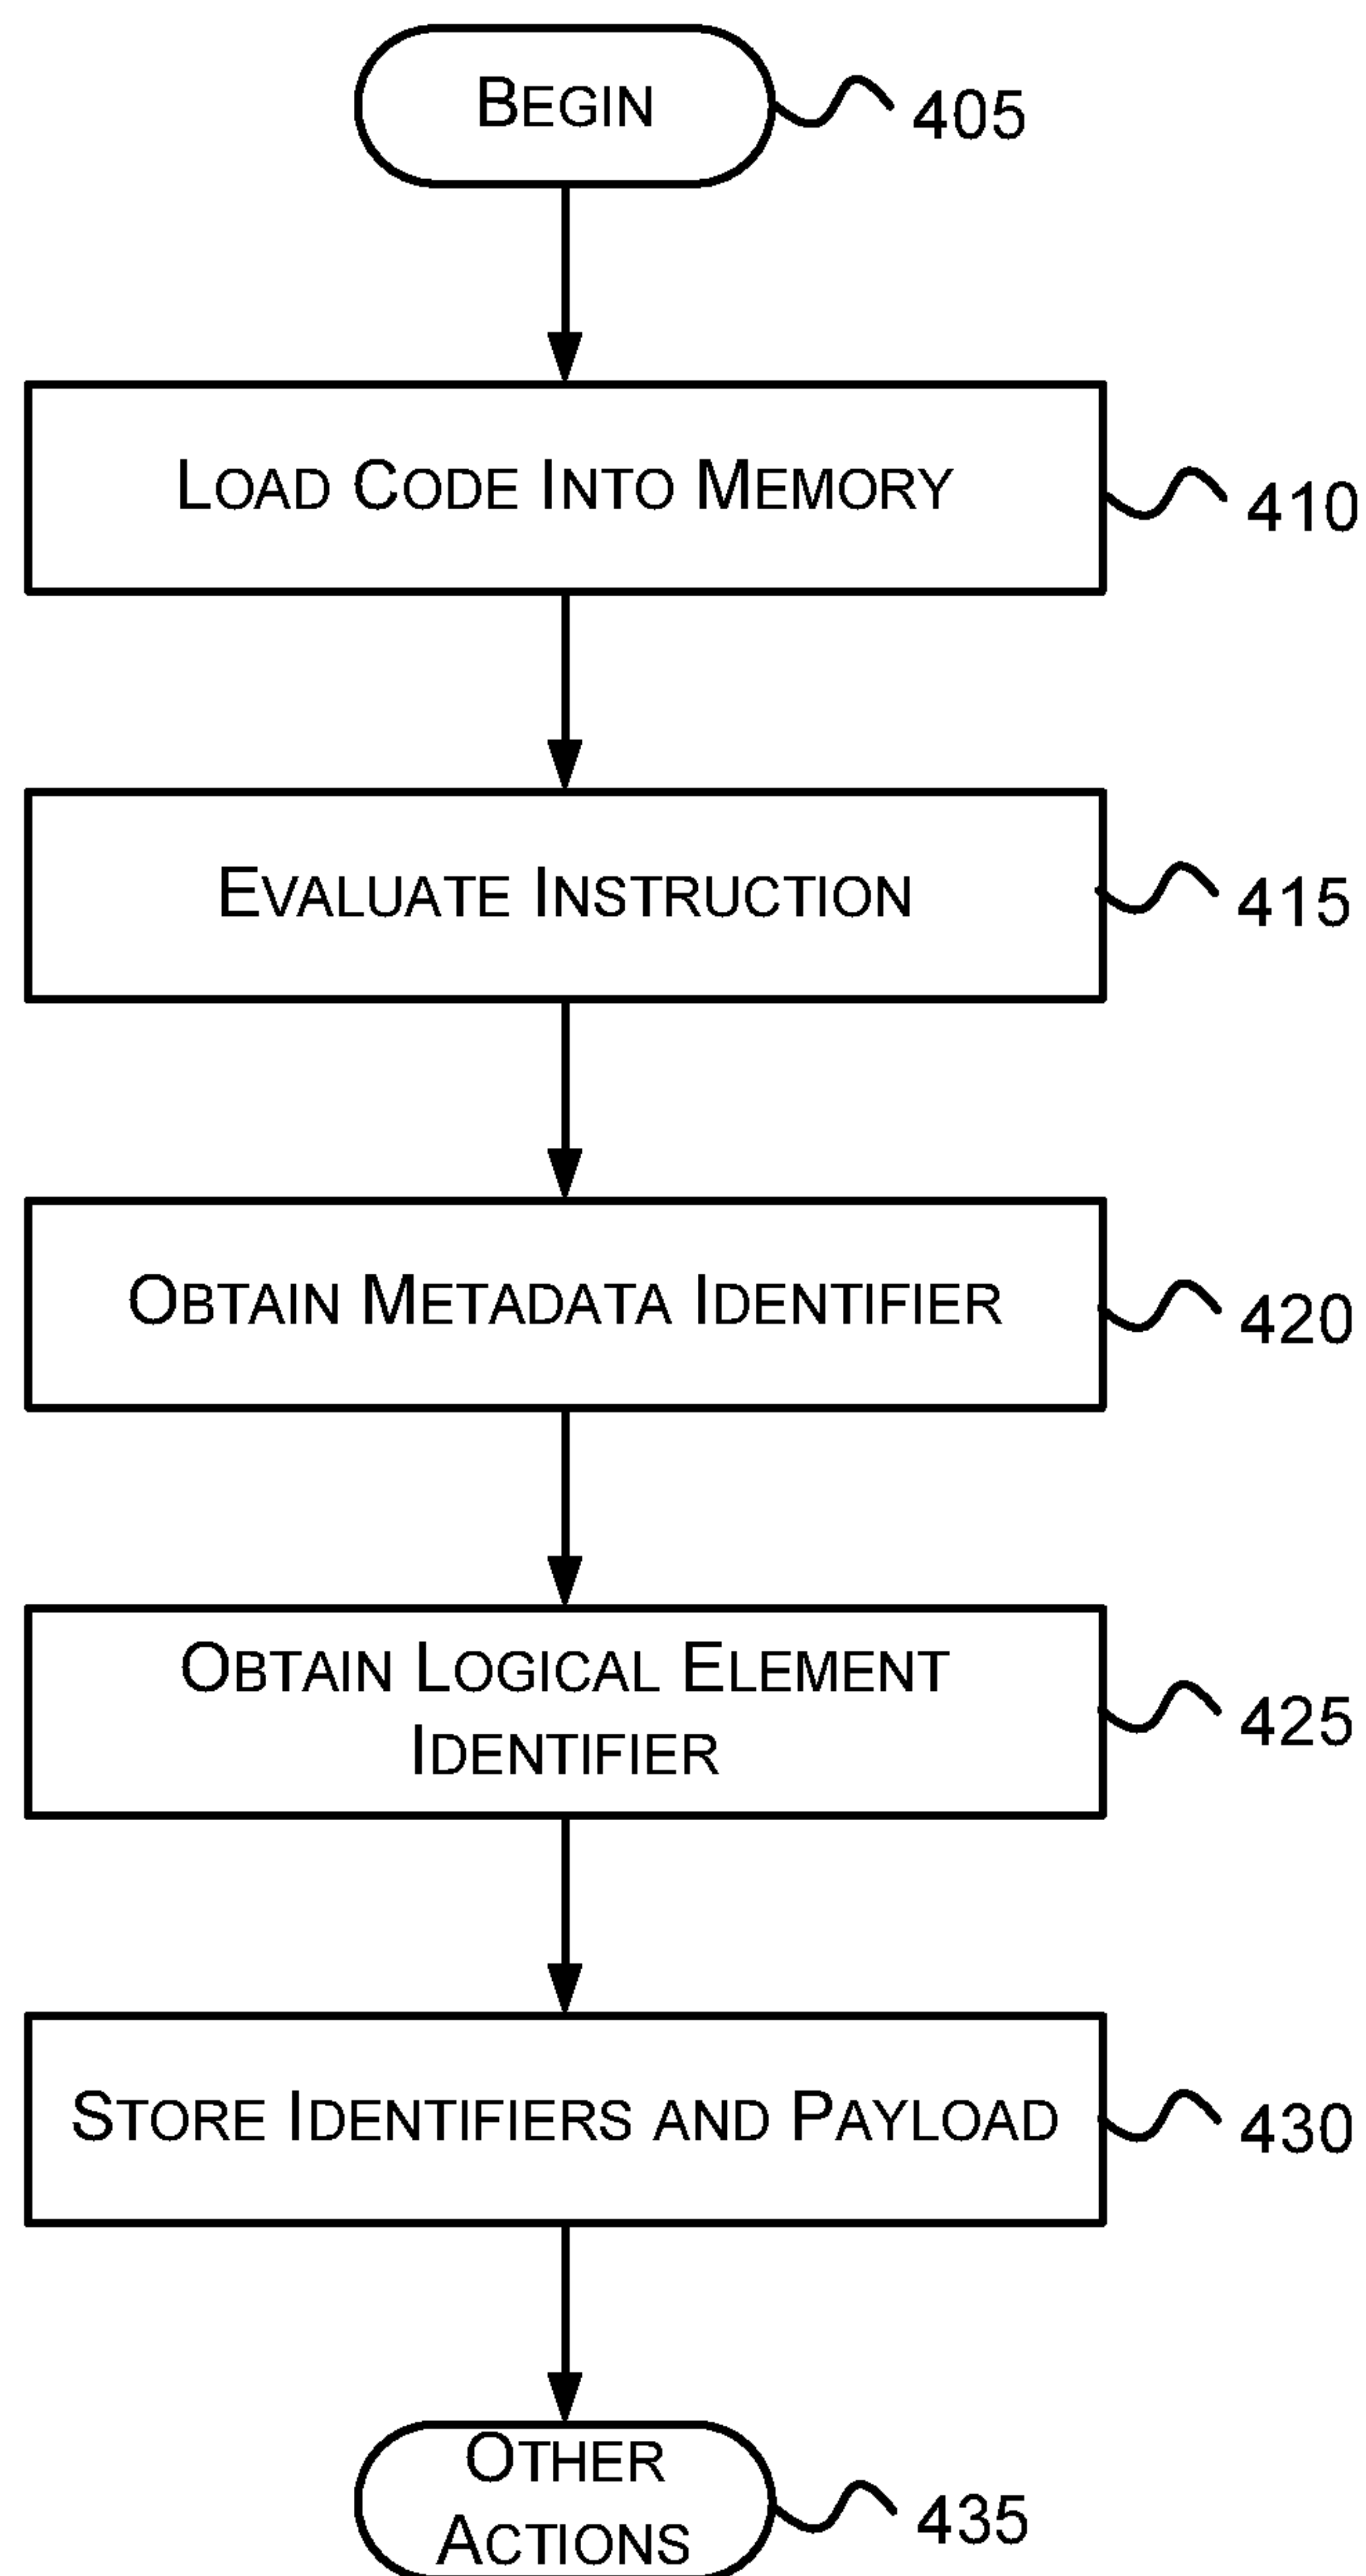 BEGIN
405
LOAD CODE INTO MEMORY
410
EVALUATE INSTRUCTION
415
OBTAIN METADATA IDENTIFIER
420
OBTAIN LOGICAL ELEMENT
IDENTIFIER
425
STORE IDENTIFIERS AND PAYLOAD
430
OTHER
ACTIONS
435